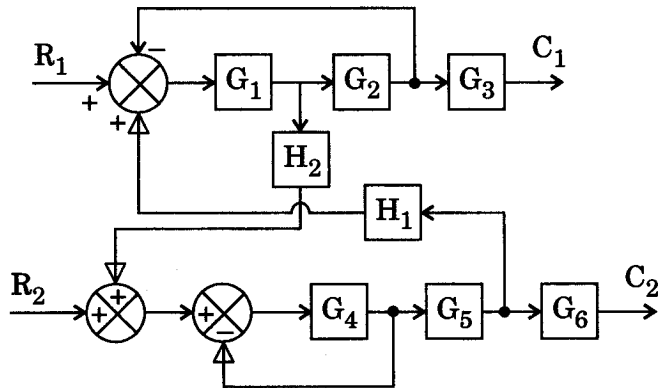 R₁ + − + G₁ G₂ G₃ C₁
H₂
H₁
R₂ + + + − G₄ G₅ G₆ C₂